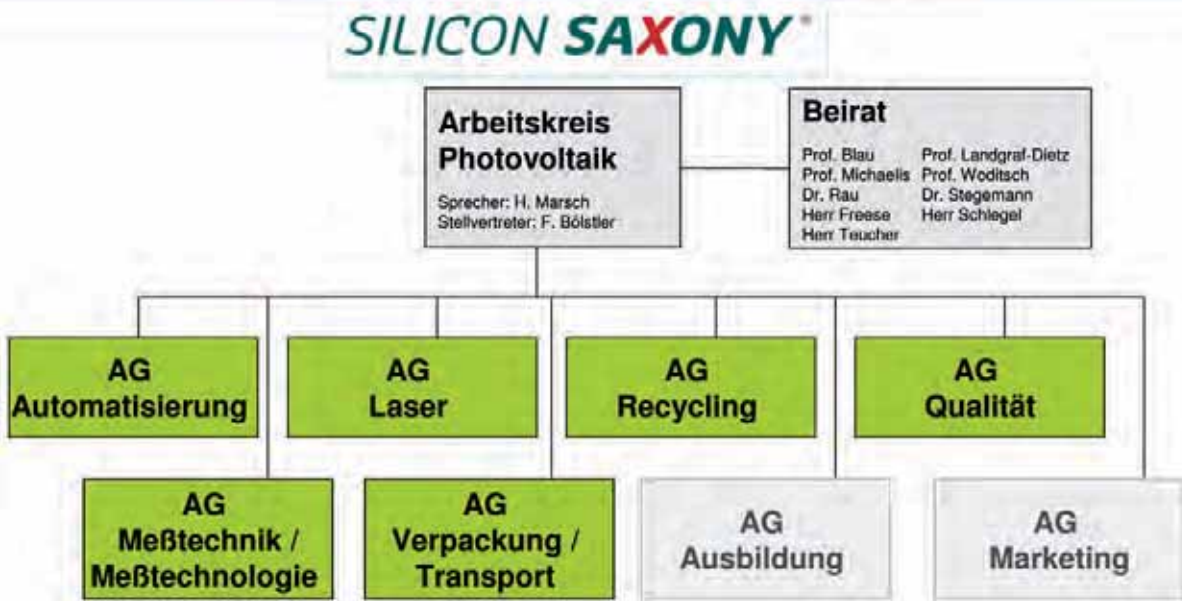 SILICON SAXONY®
Arbeitskreis
Photovoltaik
Sprecher: H. Marsch
Stellvertreter: F. Bölstler
Beirat
Prof. Blau Prof. Landgraf-Dietz
Prof. Michaelis Prof. Woditsch
Dr. Rau Dr. Stegemann
Herr Freese Herr Schlegel
Herr Teucher
AG
Automatisierung
AG
Laser
AG
Recycling
AG
Qualität
AG
Meßtechnik /
Meßtechnologie
AG
Verpackung /
Transport
AG
Ausbildung
AG
Marketing